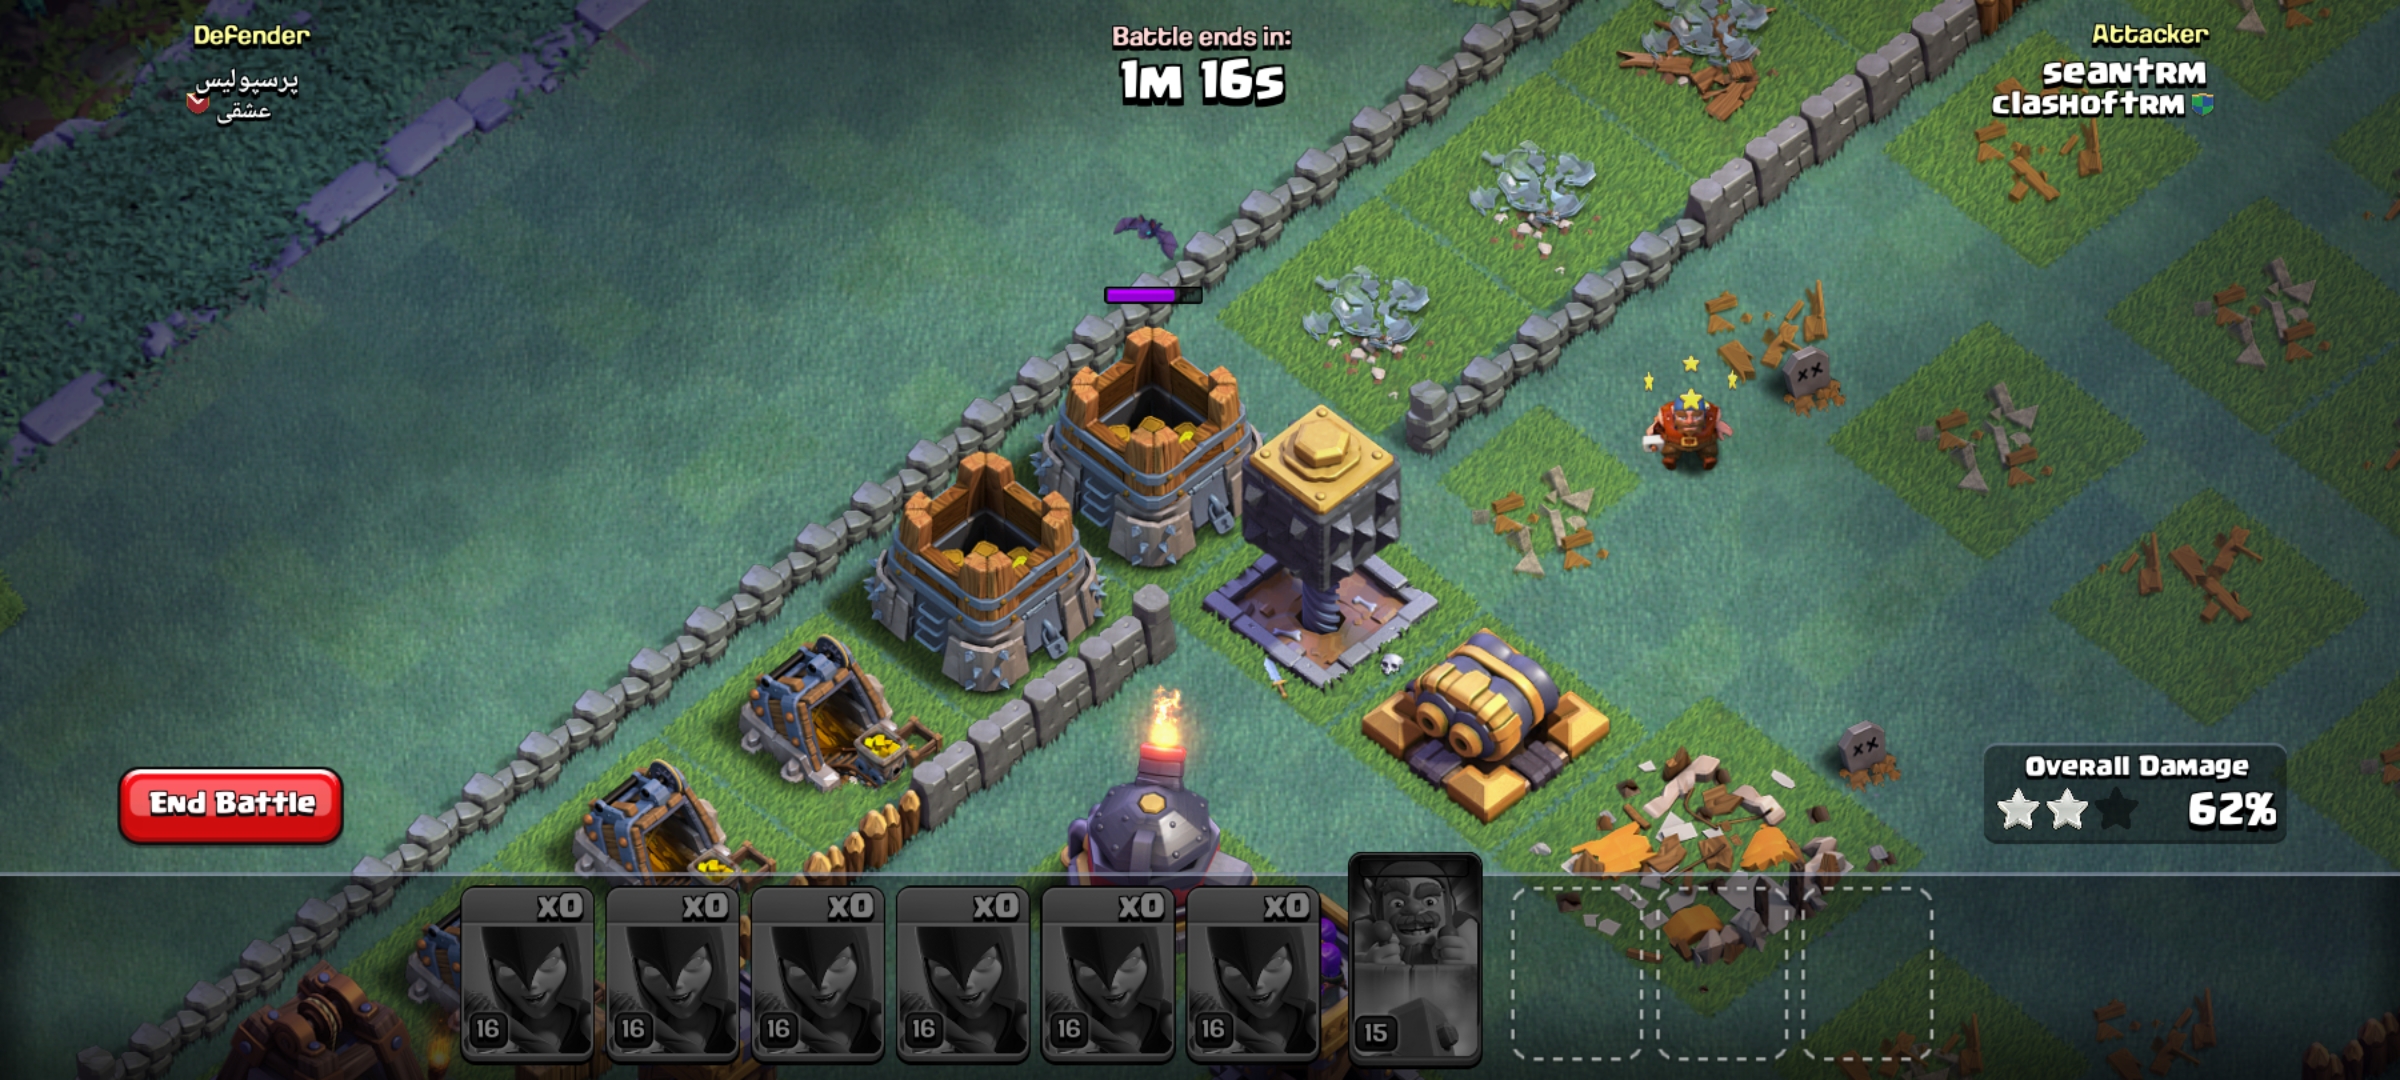 Defender
پرسپولیس
عشقی
Battle ends in:
1M 16s
Attacker
seantRM
clashoftRM
End Battle
Overall Damage
62%
x0 x0 x0 x0 x0 x0
16 16 16 16 16 16 15